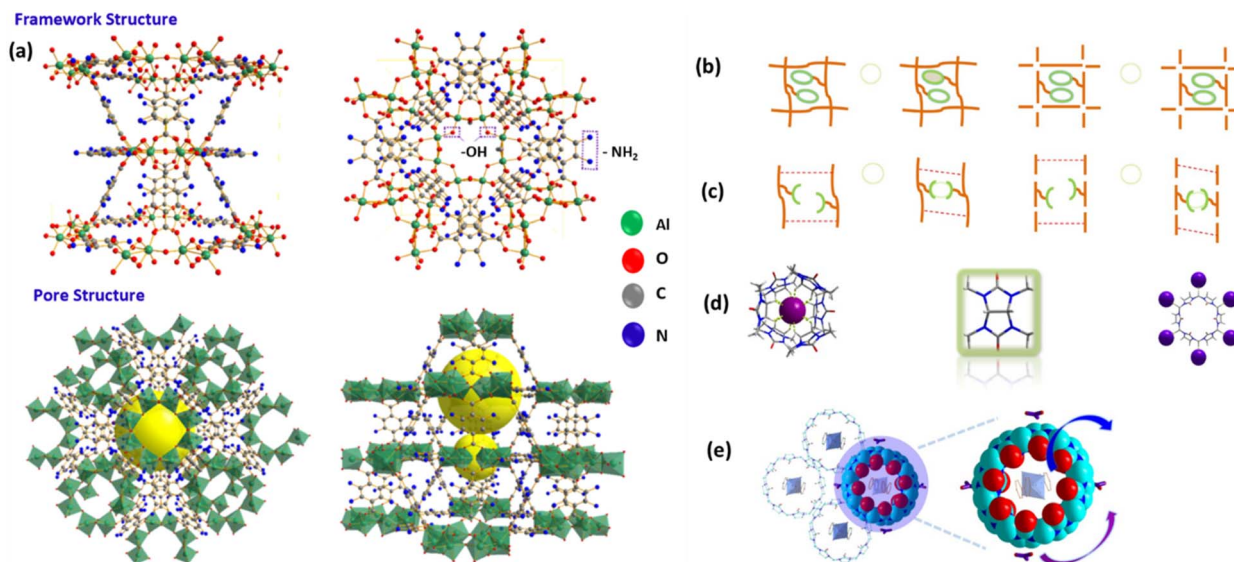 Framework Structure
(a)
-OH
- NH₂
Al
O
C
N
Pore Structure
(b)
(c)
(d)
(e)